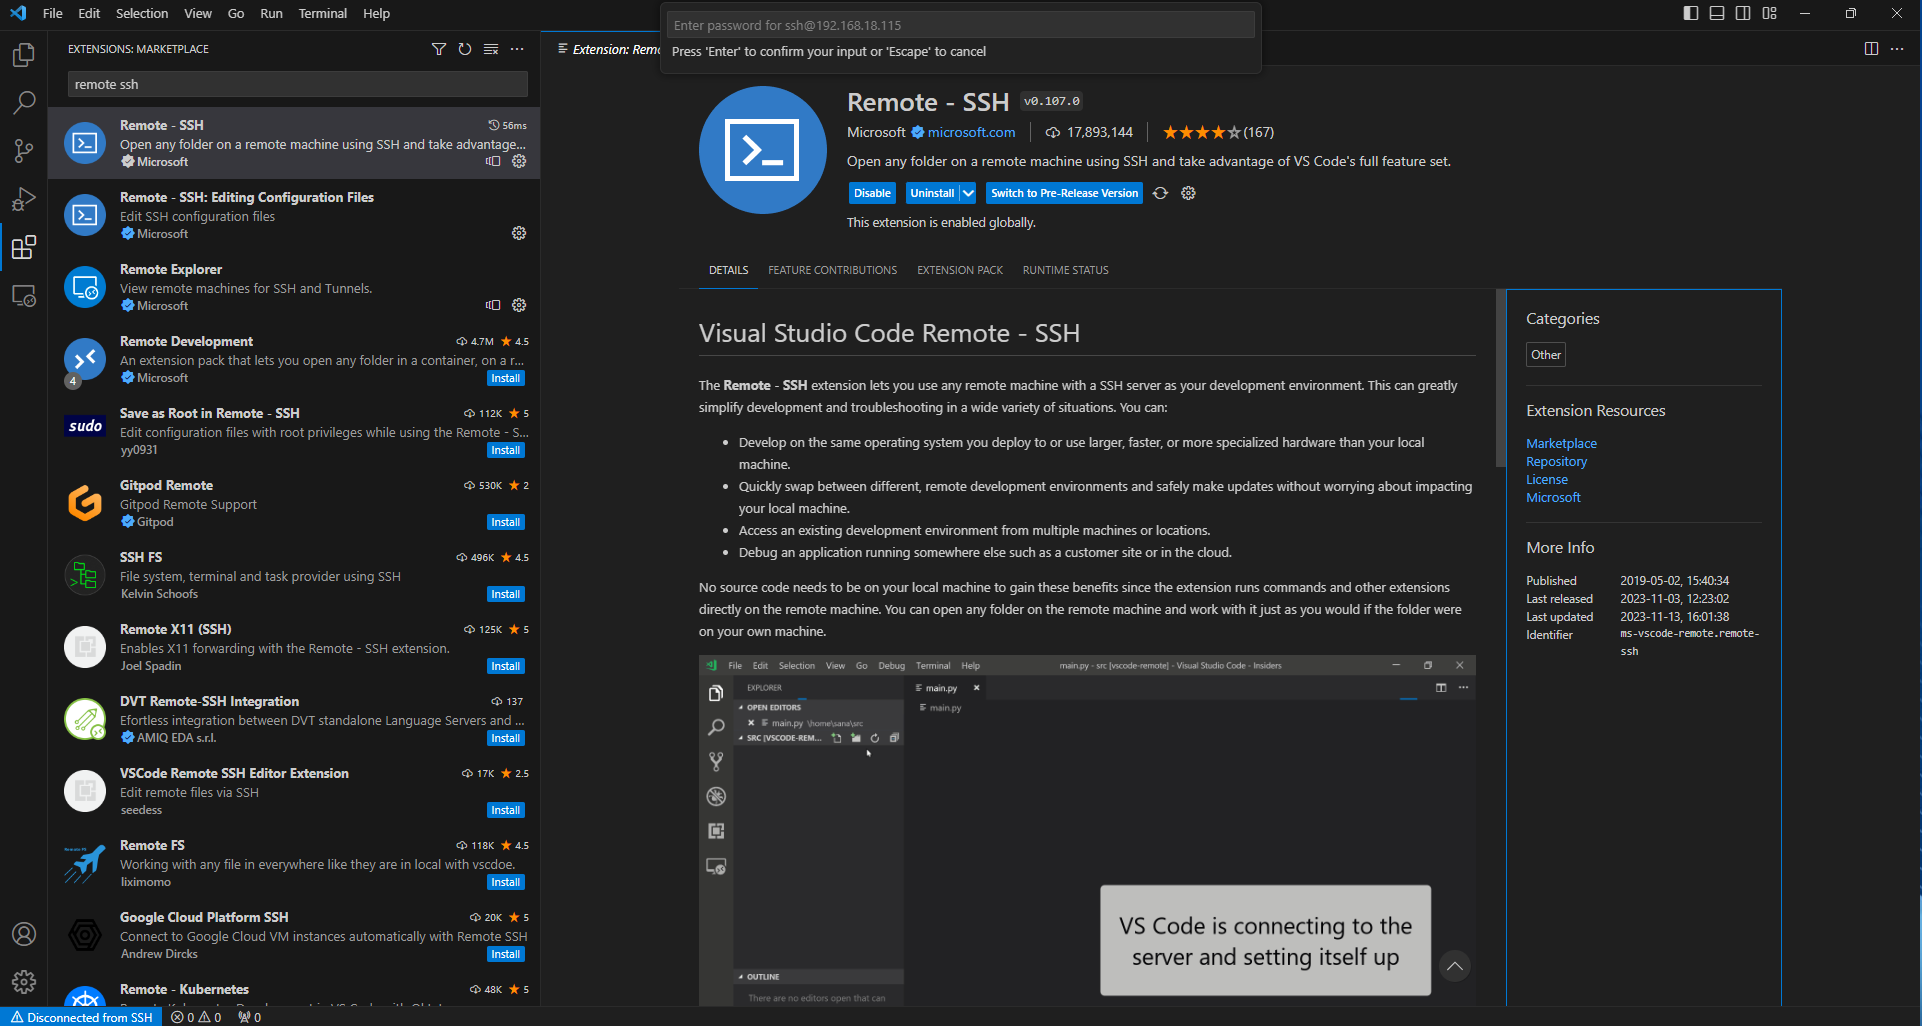 File Edit Selection View Go Run Terminal Help
Enter password for ssh@192.168.18.115
Press 'Enter' to confirm your input or 'Escape' to cancel
EXTENSIONS: MARKETPLACE
remote ssh
Remote - SSH 56ms
Open any folder on a remote machine using SSH and take advantage...
Microsoft
Remote - SSH: Editing Configuration Files
Edit SSH configuration files
Microsoft
Remote Explorer
View remote machines for SSH and Tunnels.
Microsoft
Remote Development 4.7M 4.5
An extension pack that lets you open any folder in a container, on a r...
4 Microsoft Install
Save as Root in Remote - SSH 112K 5
sudo
Edit configuration files with root privileges while using the Remote - S...
yy0931 Install
Gitpod Remote 530K 2
Gitpod Remote Support
Gitpod Install
SSH FS 496K 4.5
File system, terminal and task provider using SSH
Kelvin Schoofs Install
Remote X11 (SSH) 125K 5
Enables X11 forwarding with the Remote - SSH extension.
Joel Spadin Install
DVT Remote-SSH Integration 137
Efortless integration between DVT standalone Language Servers and ...
AMIQ EDA s.r.l. Install
VSCode Remote SSH Editor Extension 17K 2.5
Edit remote files via SSH
seedess Install
Remote FS 118K 4.5
Working with any file in everywhere like they are in local with vscdoe.
liximomo Install
Google Cloud Platform SSH 20K 5
Connect to Google Cloud VM instances automatically with Remote SSH
Andrew Dircks Install
Remote - Kubernetes 48K 5
Extension: Remo
Remote - SSH v0.107.0
Microsoft microsoft.com 17,893,144 (167)
Open any folder on a remote machine using SSH and take advantage of VS Code's full feature set.
Disable Uninstall Switch to Pre-Release Version
This extension is enabled globally.
DETAILS FEATURE CONTRIBUTIONS EXTENSION PACK RUNTIME STATUS
Visual Studio Code Remote - SSH
The Remote - SSH extension lets you use any remote machine with a SSH server as your development environment. This can greatly
simplify development and troubleshooting in a wide variety of situations. You can:
• Develop on the same operating system you deploy to or use larger, faster, or more specialized hardware than your local
machine.
• Quickly swap between different, remote development environments and safely make updates without worrying about impacting
your local machine.
• Access an existing development environment from multiple machines or locations.
• Debug an application running somewhere else such as a customer site or in the cloud.
No source code needs to be on your local machine to gain these benefits since the extension runs commands and other extensions
directly on the remote machine. You can open any folder on the remote machine and work with it just as you would if the folder were
on your own machine.
File Edit Selection View Go Debug Terminal Help main.py - src [vscode-remote] - Visual Studio Code - Insiders
EXPLORER
main.py
OPEN EDITORS
main.py
main.py \home\sana\src
SRC [VSCODE-REM...
VS Code is connecting to the
server and setting itself up
OUTLINE
There are no editors open that can
Categories
Other
Extension Resources
Marketplace
Repository
License
Microsoft
More Info
Published 2019-05-02, 15:40:34
Last released 2023-11-03, 12:23:02
Last updated 2023-11-13, 16:01:38
Identifier ms-vscode-remote.remote-
ssh
Disconnected from SSH 0 0 0